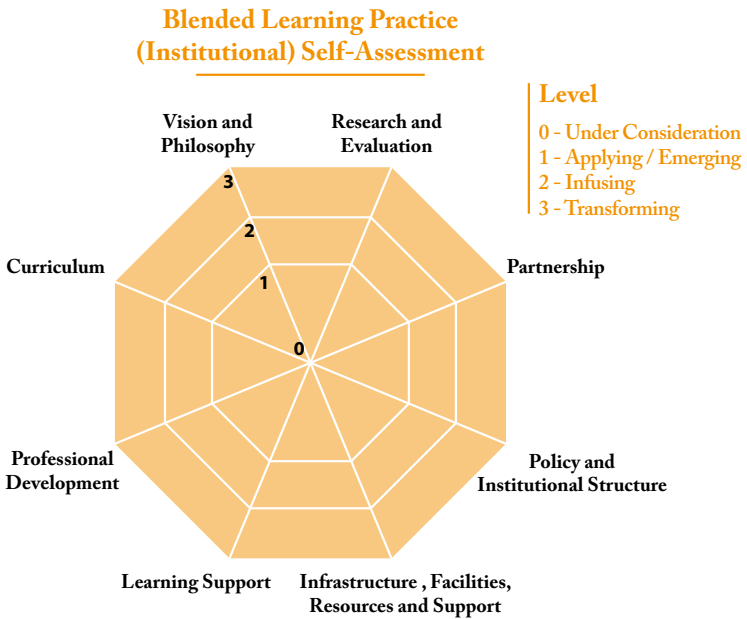 Blended Learning Practice
(Institutional) Self-Assessment
Level
0 - Under Consideration
1 - Applying / Emerging
2 - Infusing
3 - Transforming
Vision and
Philosophy
Research and
Evaluation
3
2
1
0
Curriculum
Partnership
Professional
Development
Policy and
Institutional Structure
Learning Support
Infrastructure , Facilities,
Resources and Support